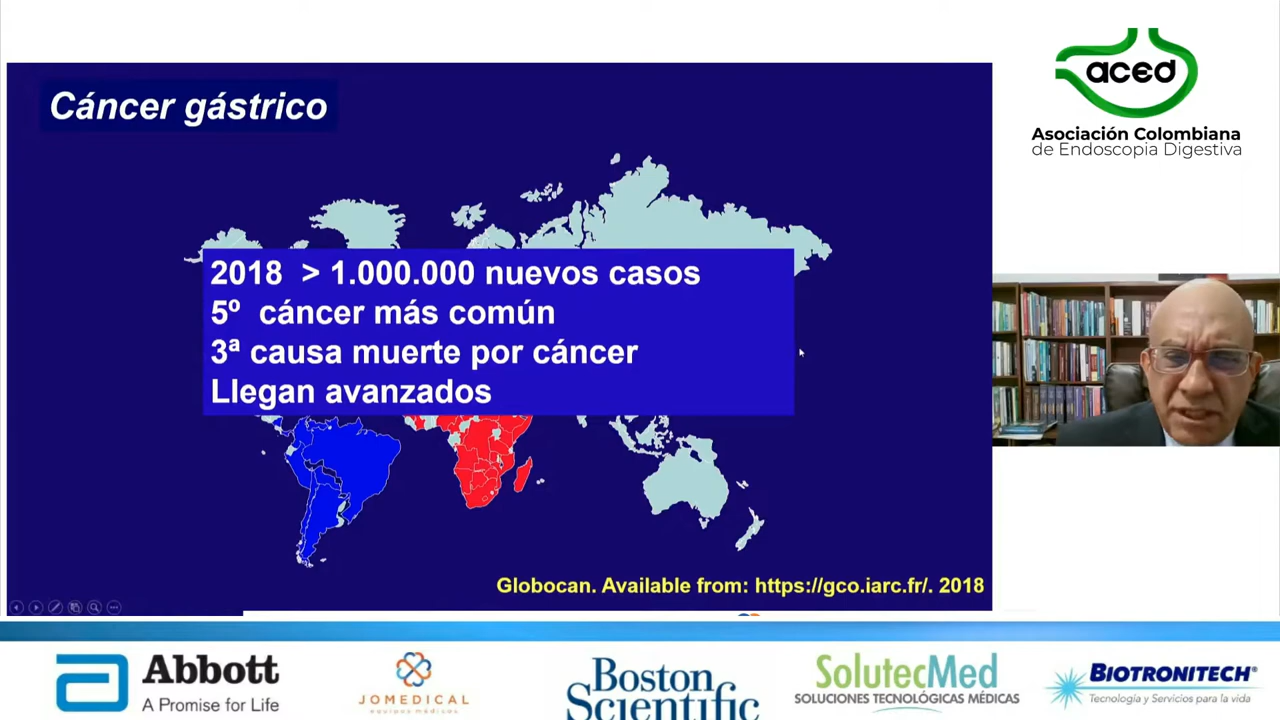 Cáncer gástrico
2018 > 1.000.000 nuevos casos
5º cáncer más común
3ª causa muerte por cáncer
Llegan avanzados
Globocan. Available from: https://gco.iarc.fr/. 2018
aced
Asociación Colombiana
de Endoscopia Digestiva
Abbott
A Promise for Life
JOMEDICAL
equipos médicos
Boston
Scientific
SolutecMed
SOLUCIONES TECNOLÓGICAS MÉDICAS
BIOTRONITECH®
Tecnología y Servicios para la vida